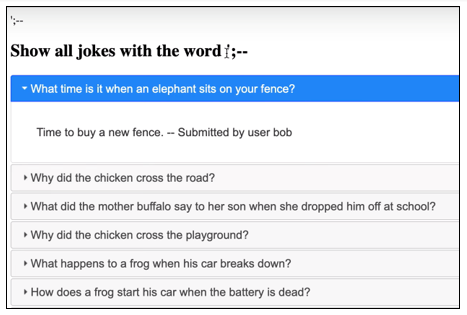 ';--
Show all jokes with the word ';--
What time is it when an elephant sits on your fence?
Time to buy a new fence. -- Submitted by user bob
Why did the chicken cross the road?
What did the mother buffalo say to her son when she dropped him off at school?
Why did the chicken cross the playground?
What happens to a frog when his car breaks down?
How does a frog start his car when the battery is dead?